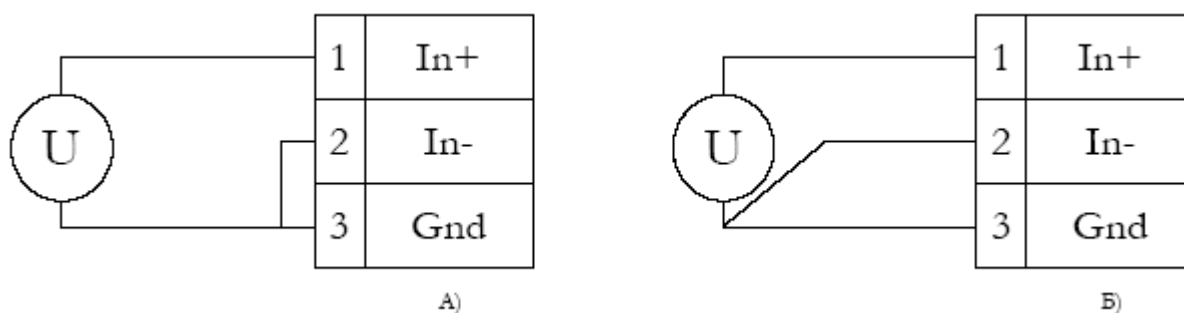 1 In+
U 2 In-
3 Gnd
А)
1 In+
U 2 In-
3 Gnd
Б)